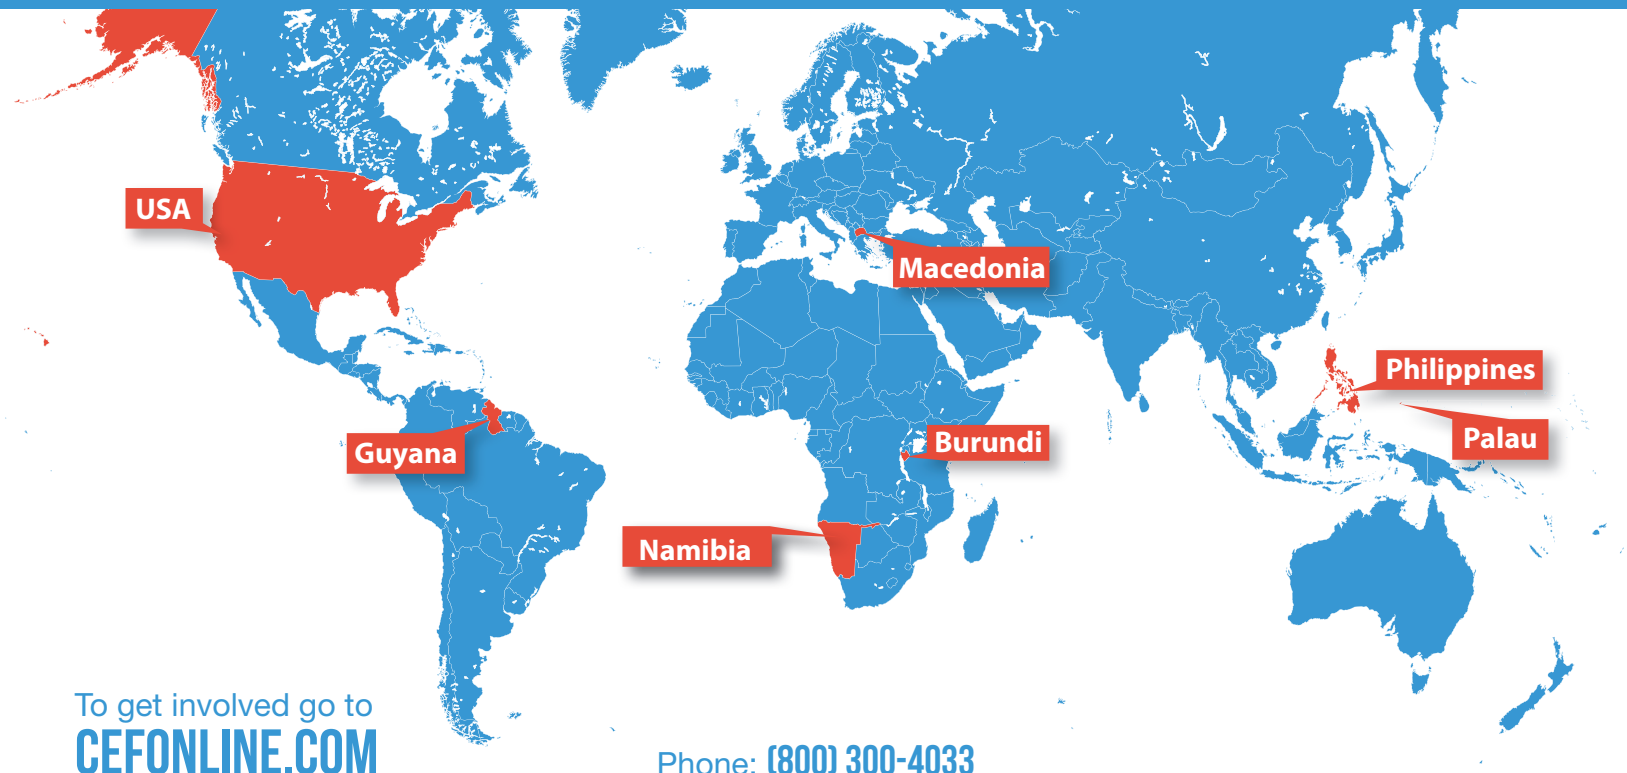 USA
Macedonia
Philippines
Palau
Guyana
Burundi
Namibia
To get involved go to
CEFONLINE.COM
Phone: (800) 300-4033